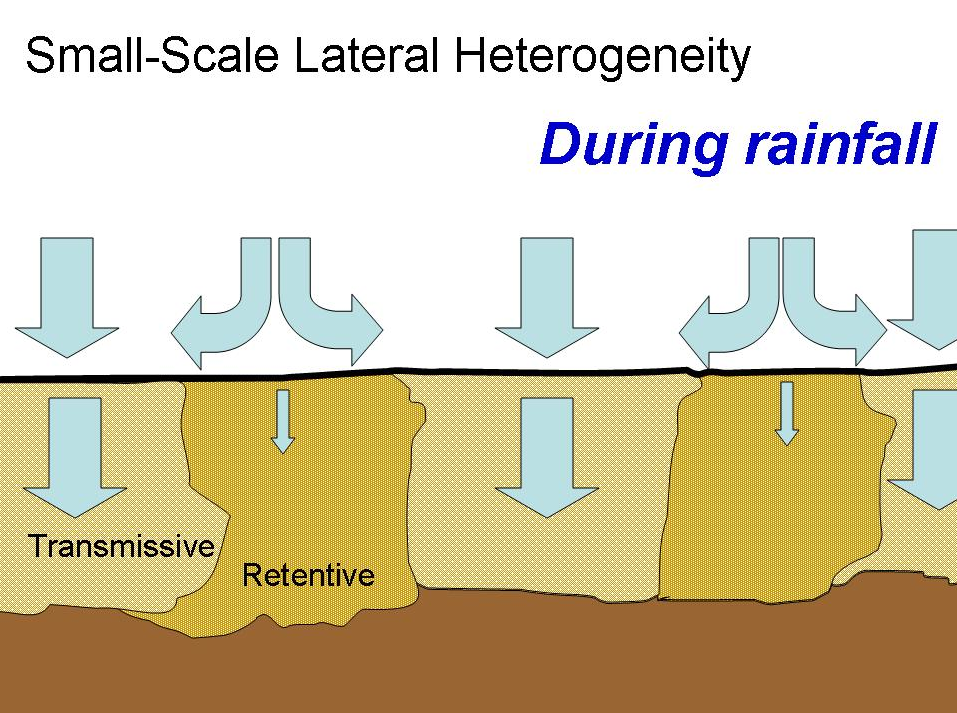 Small-Scale Lateral Heterogeneity
During rainfall
Transmissive
Retentive